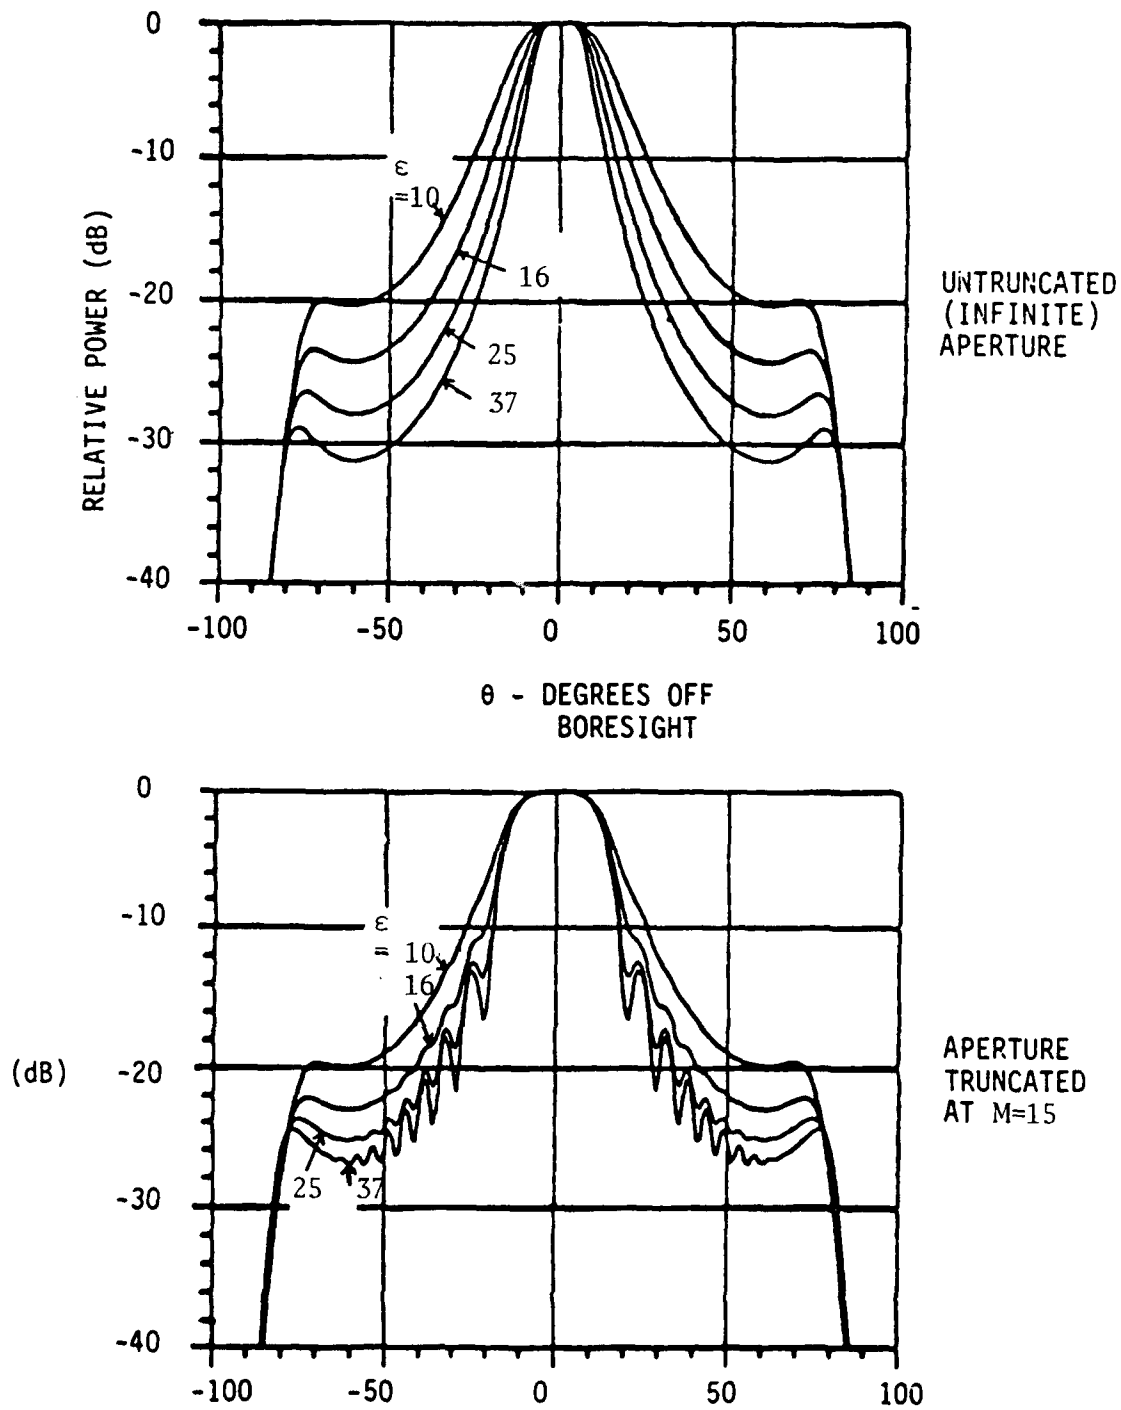 0
-10
-20
-30
-40
RELATIVE POWER (dB)
ε
=10
16
25
37
-100
-50
0
50
100
θ - DEGREES OFF
BORESIGHT
UNTRUNCATED
(INFINITE)
APERTURE
0
-10
-20
-30
-40
(dB)
ε
= 10
16
25
37
-100
-50
0
50
100
APERTURE
TRUNCATED
AT M=15